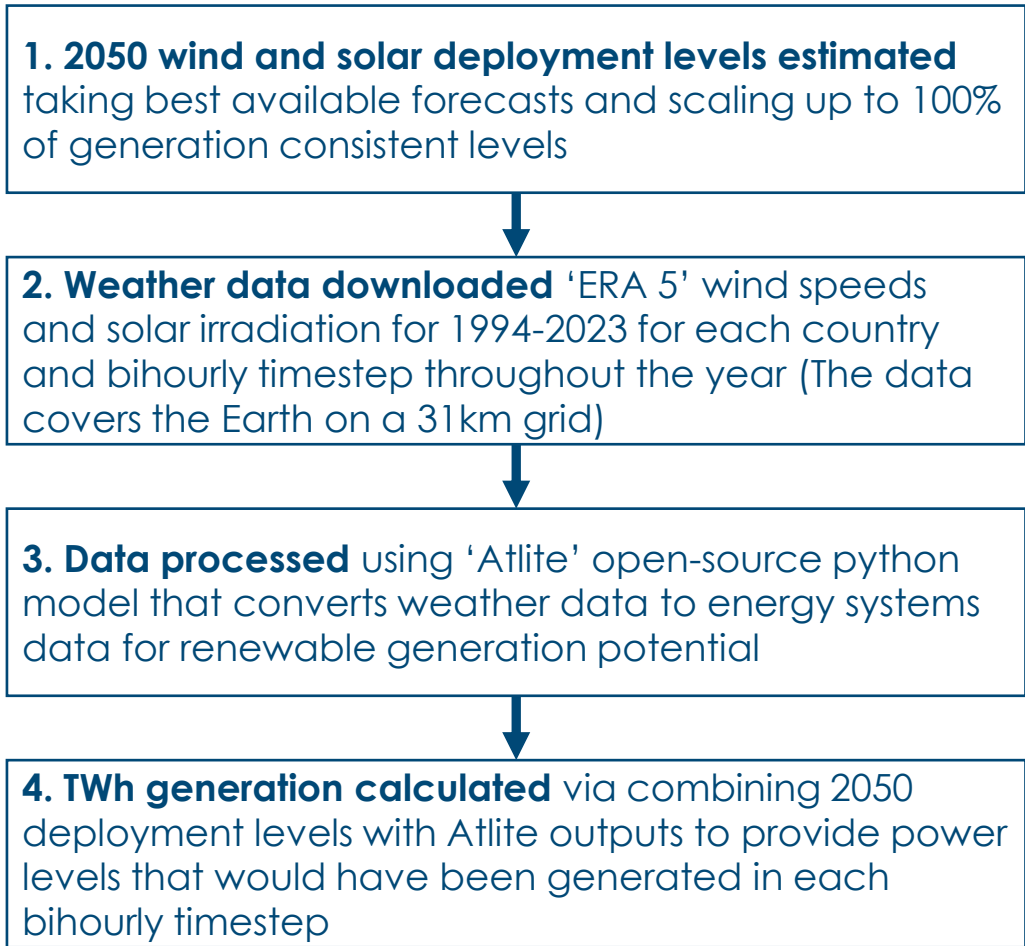 1. 2050 wind and solar deployment levels estimated
taking best available forecasts and scaling up to 100%
of generation consistent levels
2. Weather data downloaded ‘ERA 5’ wind speeds
and solar irradiation for 1994-2023 for each country
and bihourly timestep throughout the year (The data
covers the Earth on a 31km grid)
3. Data processed using ‘Atlite’ open-source python
model that converts weather data to energy systems
data for renewable generation potential
4. TWh generation calculated via combining 2050
deployment levels with Atlite outputs to provide power
levels that would have been generated in each
bihourly timestep